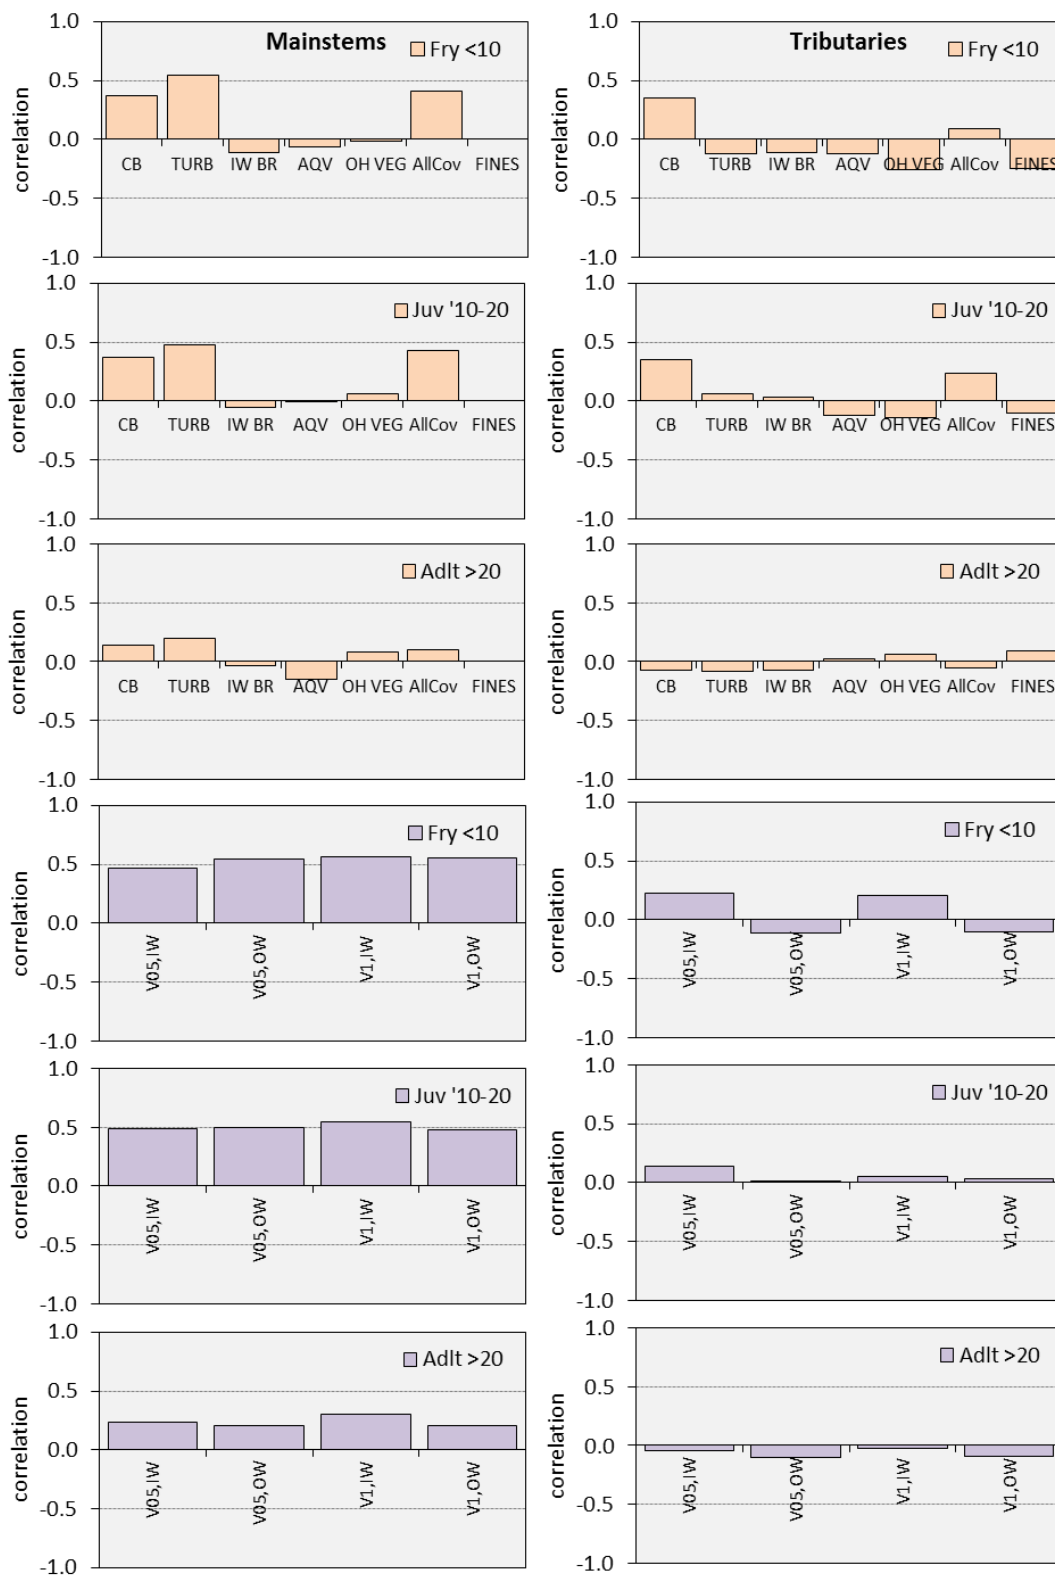 Mainstems
Fry <10
1.0
0.5
0.0
-0.5
-1.0
correlation
CB TURB IW BR AQV OH VEG AllCov FINES
Tributaries
Fry <10
1.0
0.5
0.0
-0.5
-1.0
correlation
CB TURB IW BR AQV OH VEG AllCov FINES
Juv '10-20
1.0
0.5
0.0
-0.5
-1.0
correlation
CB TURB IW BR AQV OH VEG AllCov FINES
Juv '10-20
1.0
0.5
0.0
-0.5
-1.0
correlation
CB TURB IW BR AQV OH VEG AllCov FINES
Adlt >20
1.0
0.5
0.0
-0.5
-1.0
correlation
CB TURB IW BR AQV OH VEG AllCov FINES
Adlt >20
1.0
0.5
0.0
-0.5
-1.0
correlation
CB TURB IW BR AQV OH VEG AllCov FINES
Fry <10
1.0
0.5
0.0
-0.5
-1.0
correlation
V05,IW
V05,OW
V1,IW
V1,OW
Fry <10
1.0
0.5
0.0
-0.5
-1.0
correlation
V05,IW
V05,OW
V1,IW
V1,OW
Juv '10-20
1.0
0.5
0.0
-0.5
-1.0
correlation
V05,IW
V05,OW
V1,IW
V1,OW
Juv '10-20
1.0
0.5
0.0
-0.5
-1.0
correlation
V05,IW
V05,OW
V1,IW
V1,OW
Adlt >20
1.0
0.5
0.0
-0.5
-1.0
correlation
V05,IW
V05,OW
V1,IW
V1,OW
Adlt >20
1.0
0.5
0.0
-0.5
-1.0
correlation
V05,IW
V05,OW
V1,IW
V1,OW